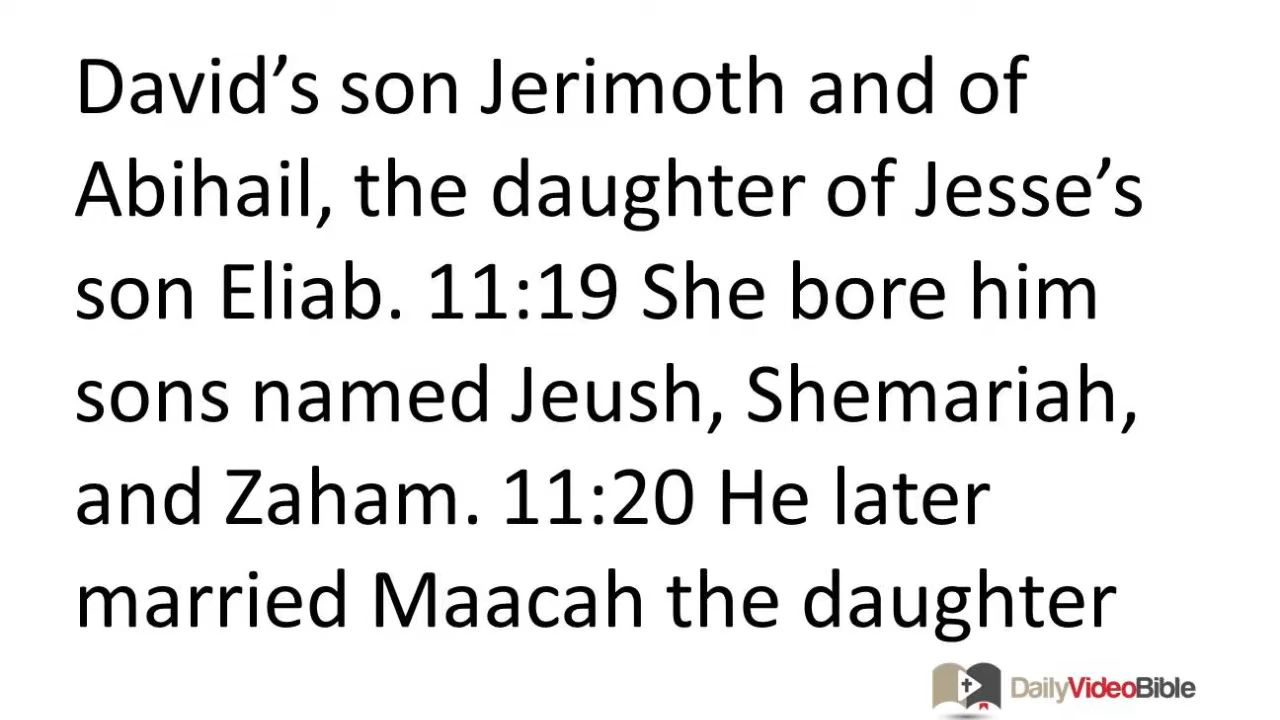 David’s son Jerimoth and of
Abihail, the daughter of Jesse’s
son Eliab. 11:19 She bore him
sons named Jeush, Shemariah,
and Zaham. 11:20 He later
married Maacah the daughter
DailyVideoBible